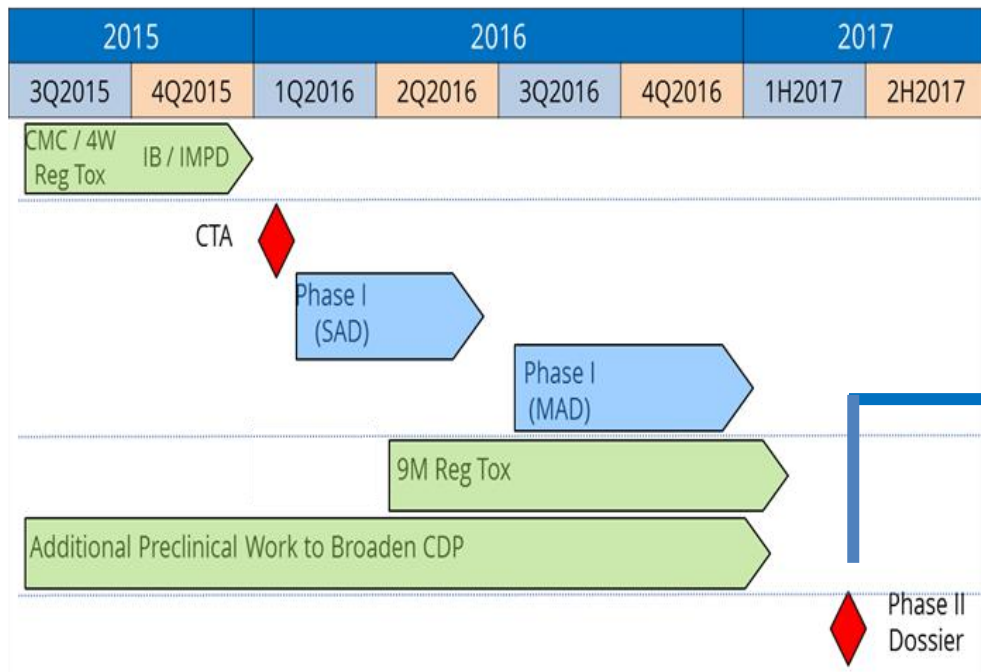 2015 2016 2017
3Q2015 4Q2015 1Q2016 2Q2016 3Q2016 4Q2016 1H2017 2H2017
CMC / 4W IB / IMPD
Reg Tox
CTA
Phase I
(SAD)
Phase I
(MAD)
9M Reg Tox
Additional Preclinical Work to Broaden CDP
Phase II
Dossier